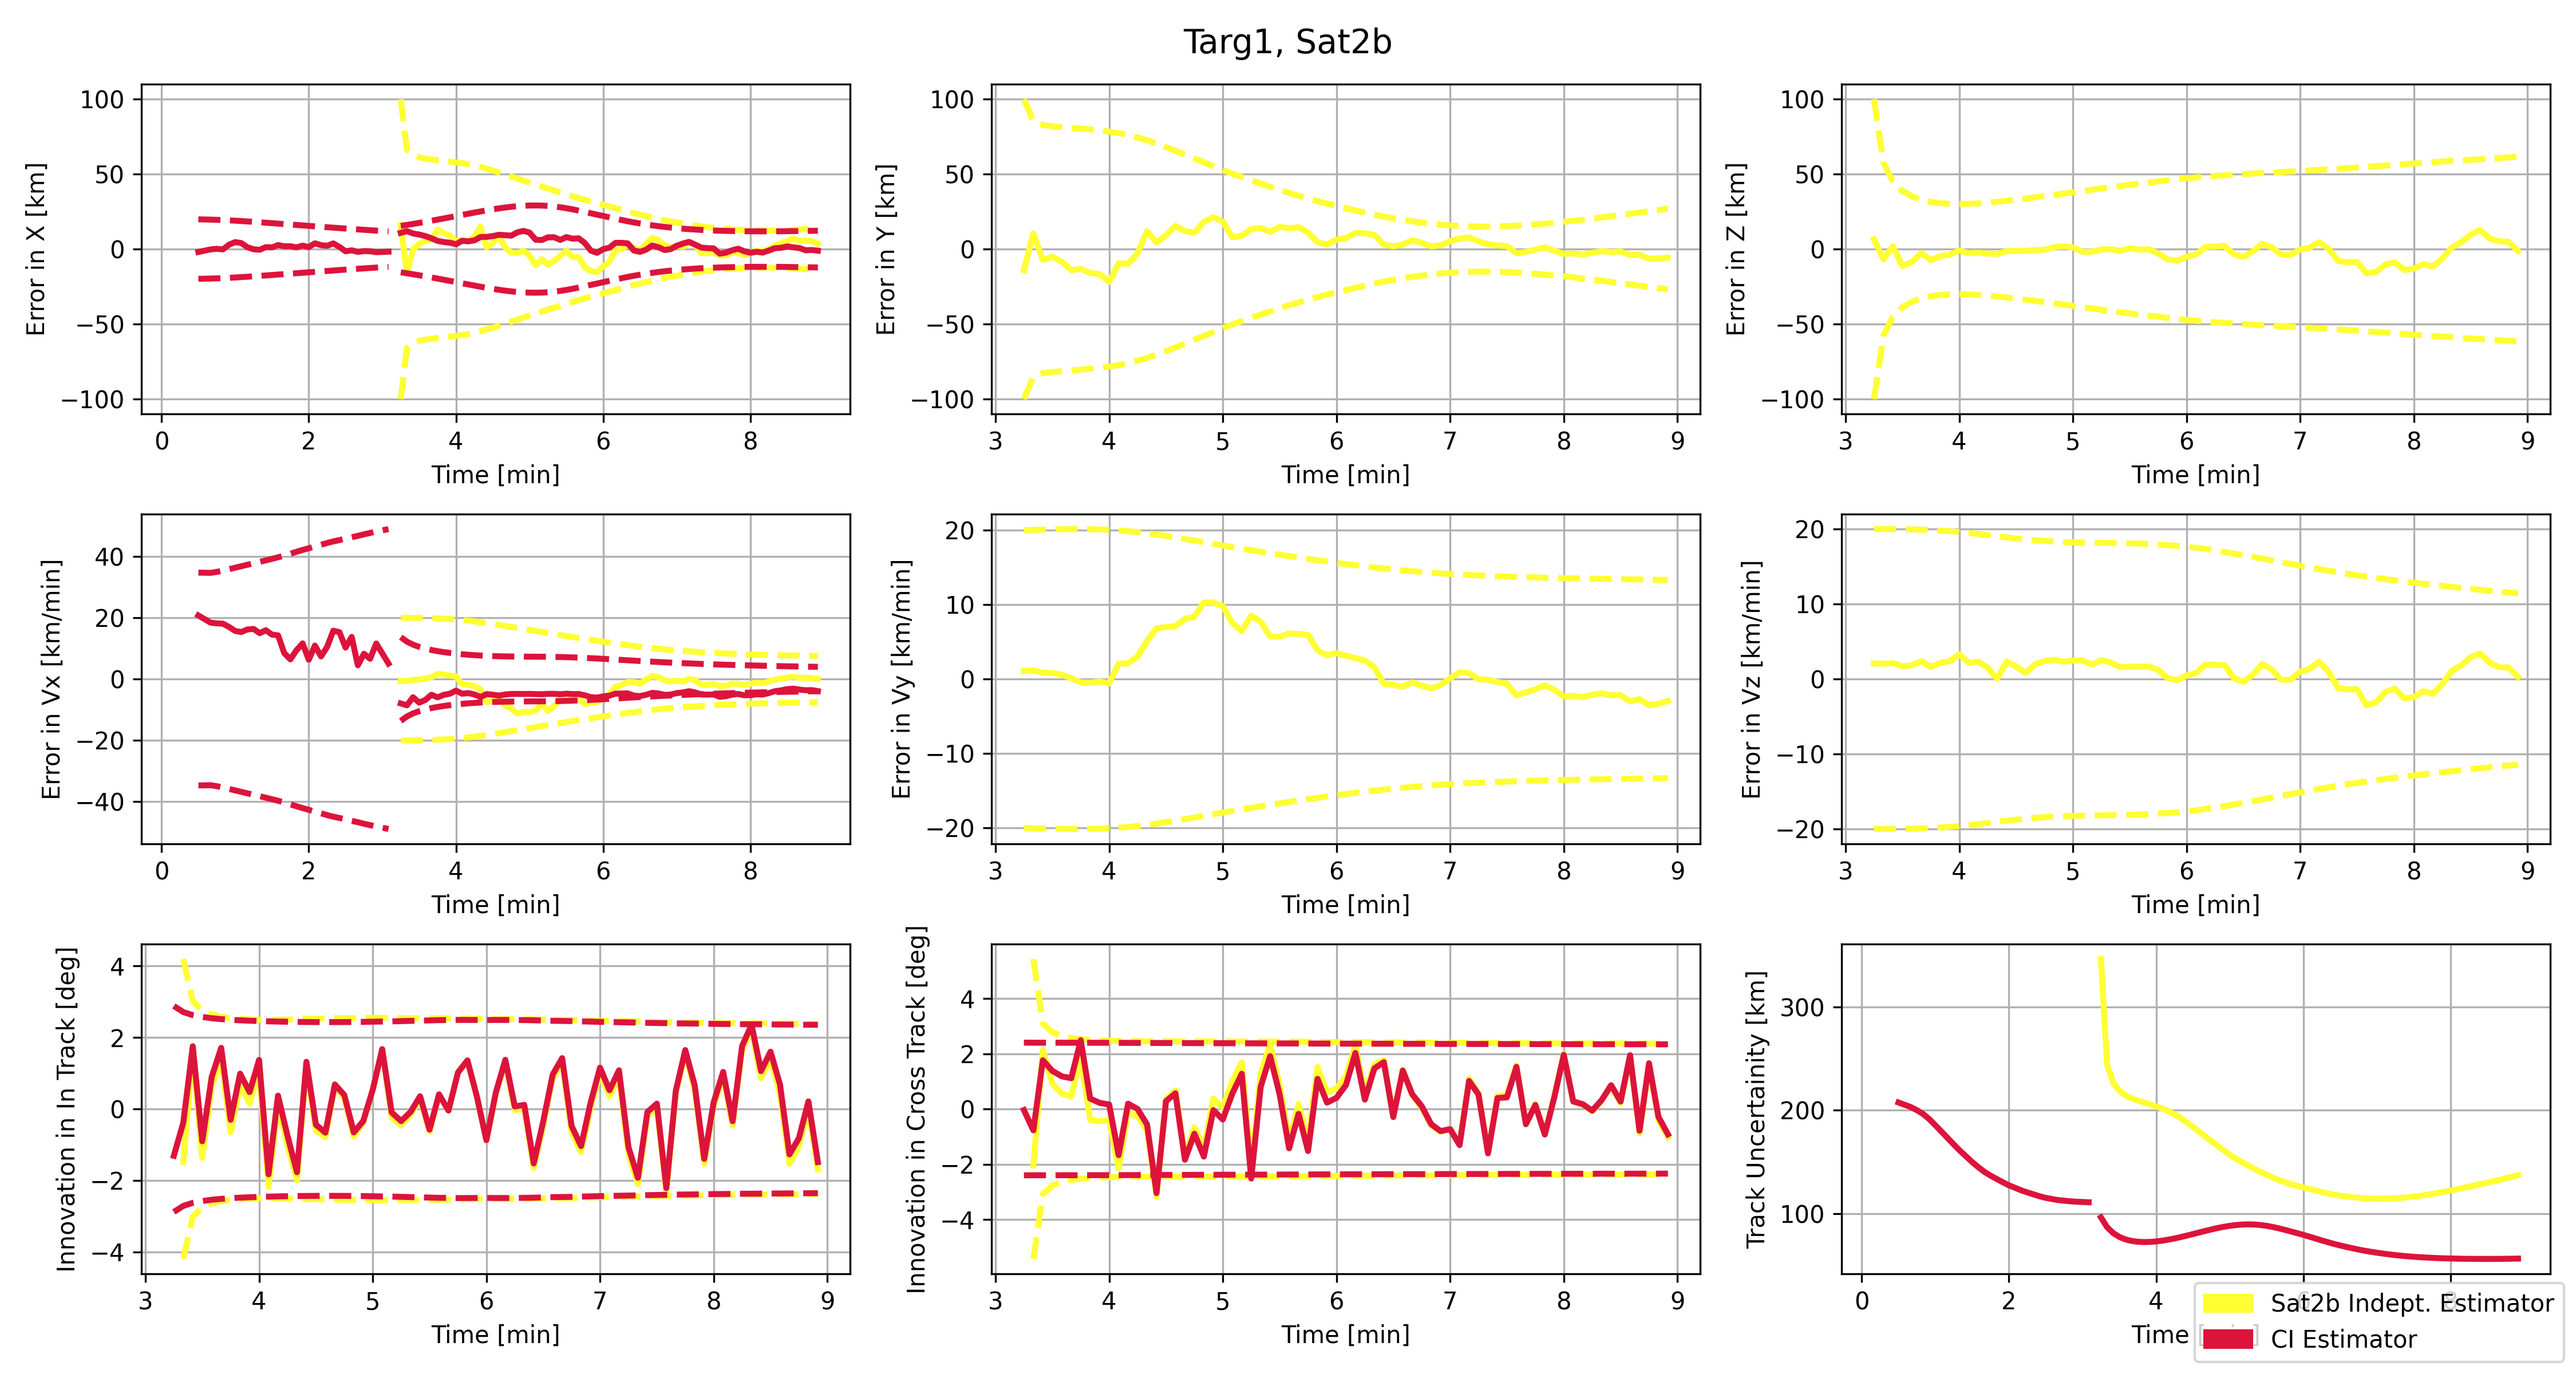 Targ1, Sat2b
Error in X [km]
100
50
0
−50
−100
0 2 4 6 8
Time [min]
Error in Y [km]
100
50
0
−50
−100
3 4 5 6 7 8 9
Time [min]
Error in Z [km]
100
50
0
−50
−100
3 4 5 6 7 8 9
Time [min]
Error in Vx [km/min]
40
20
0
−20
−40
0 2 4 6 8
Time [min]
Error in Vy [km/min]
20
10
0
−10
−20
3 4 5 6 7 8 9
Time [min]
Error in Vz [km/min]
20
10
0
−10
−20
3 4 5 6 7 8 9
Time [min]
Innovation in In Track [deg]
4
2
0
−2
−4
3 4 5 6 7 8 9
Time [min]
Innovation in Cross Track [deg]
4
2
0
−2
−4
3 4 5 6 7 8 9
Time [min]
Track Uncertainity [km]
300
200
100
0 2 4
Time
Sat2b Indept. Estimator
CI Estimator